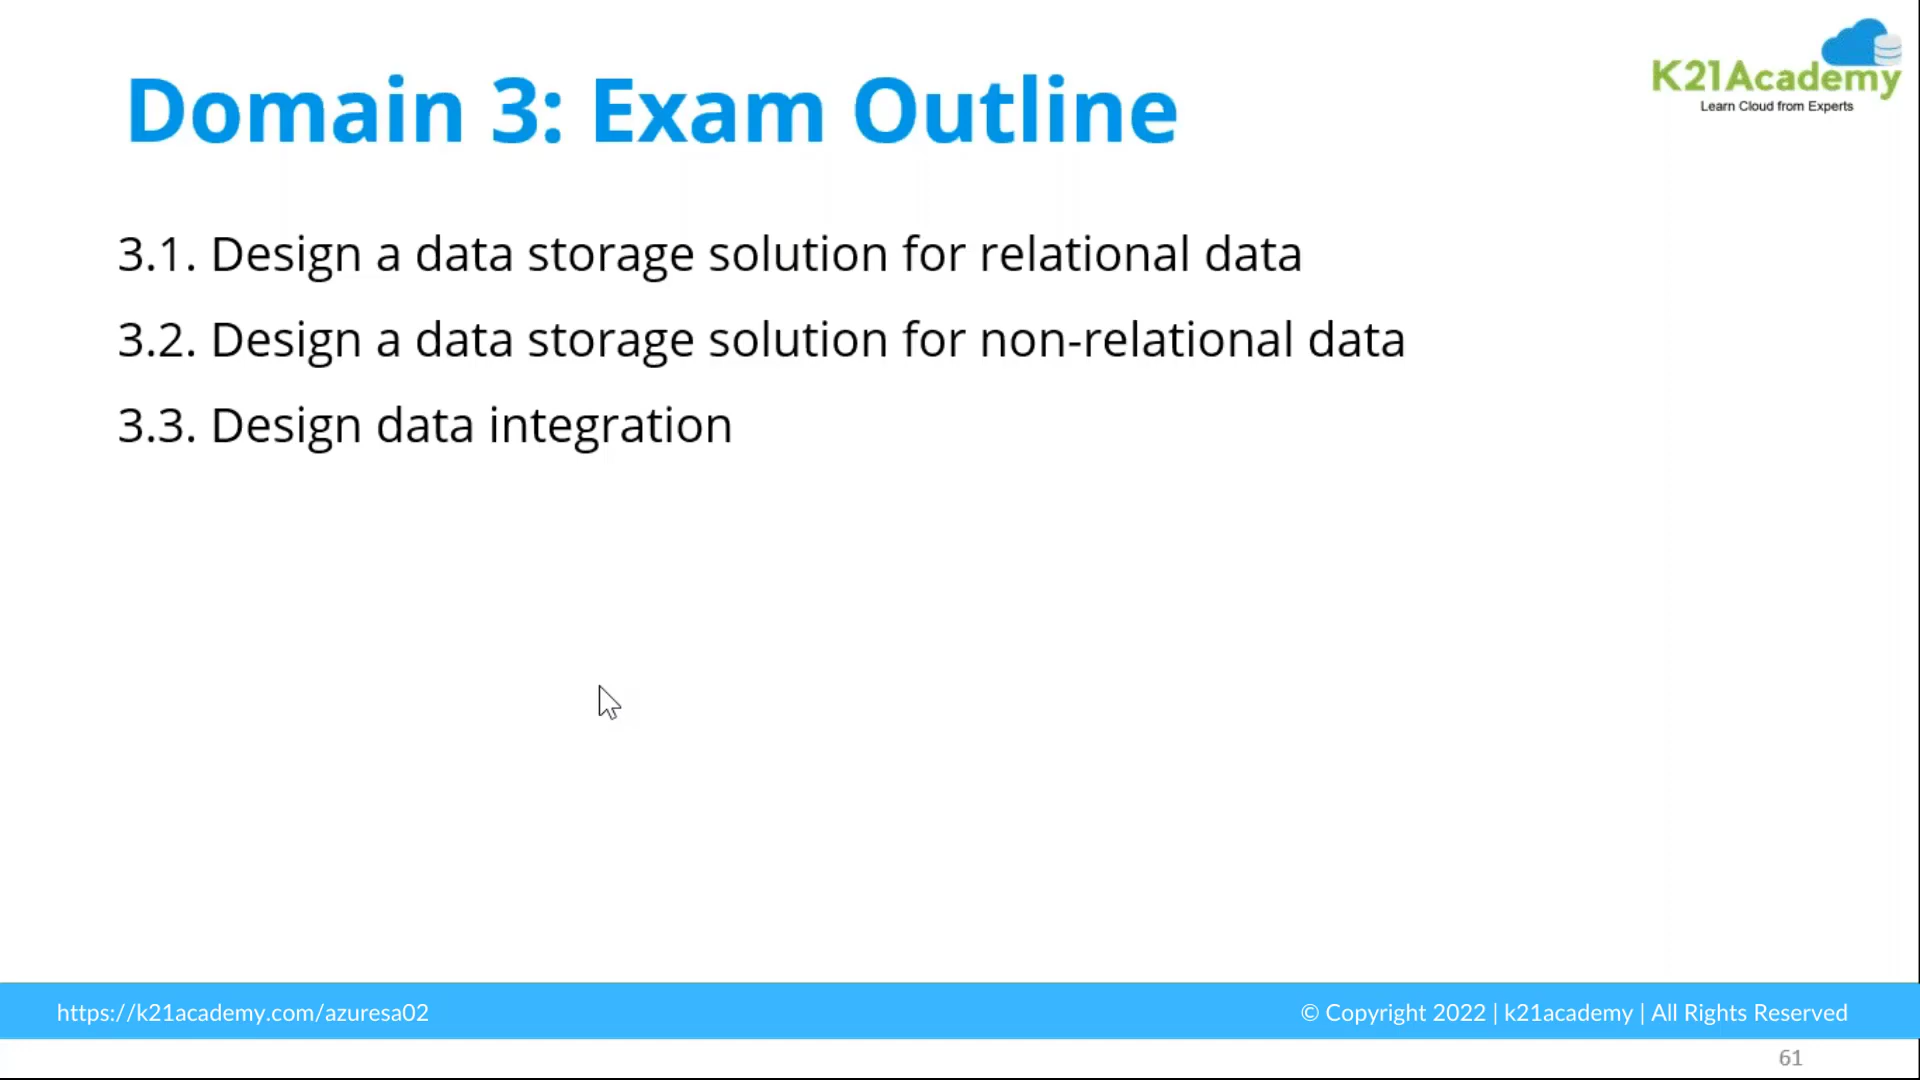 K21Academy
Learn Cloud from Experts
Domain 3: Exam Outline
3.1. Design a data storage solution for relational data
3.2. Design a data storage solution for non-relational data
3.3. Design data integration
https://k21academy.com/azuresa02
© Copyright 2022 | k21academy | All Rights Reserved
61